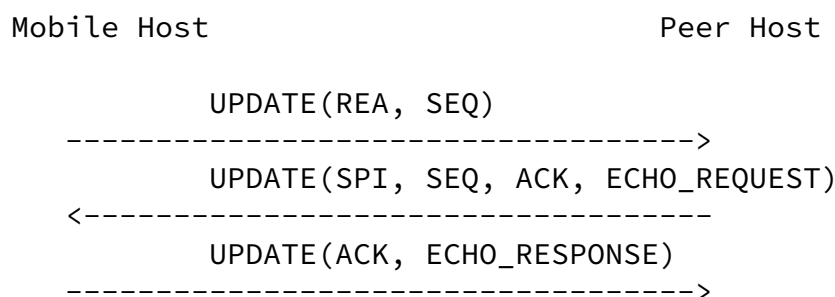 Mobile Host                         Peer Host
UPDATE(REA, SEQ)
----------------------------------->
UPDATE(SPI, SEQ, ACK, ECHO_REQUEST)
<-----------------------------------
UPDATE(ACK, ECHO_RESPONSE)
----------------------------------->